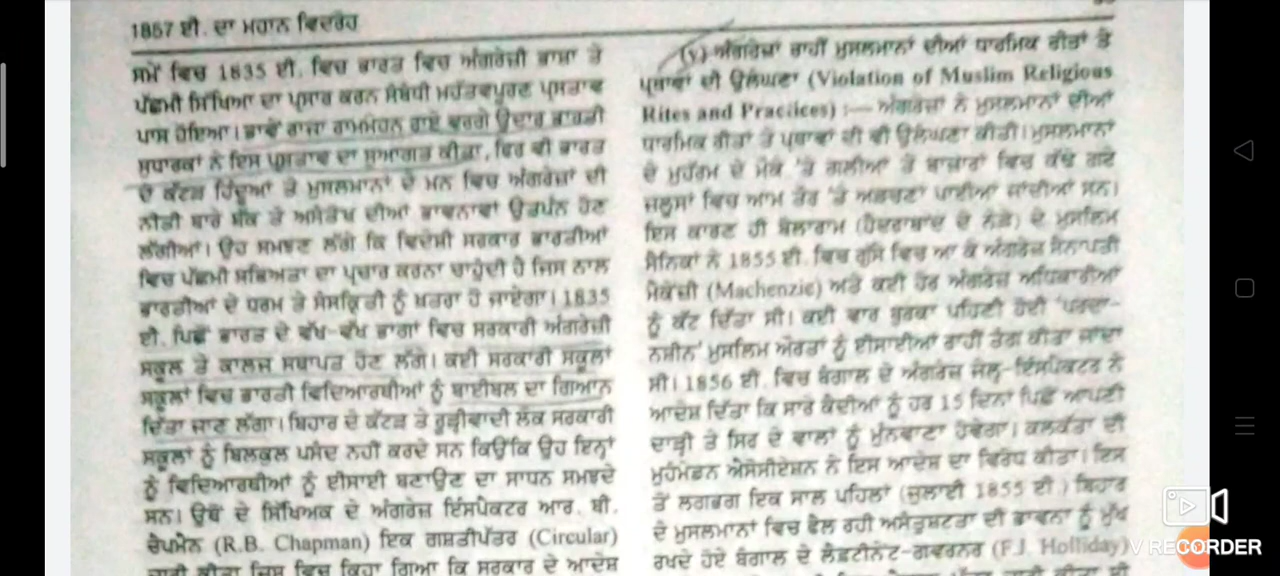 1857 ਈ. ਦਾ ਮਹਾਨ ਵਿਦਰੋਹ
ਸਮੇਂ ਵਿਚ 1835 ਈ. ਵਿਚ ਭਾਰਤ ਵਿਚ ਅੰਗਰੇਜ਼ੀ ਭਾਸ਼ਾ ਤੇ
ਪੱਛਮੀ ਸਿੱਖਿਆ ਦਾ ਪ੍ਰਸਾਰ ਕਰਨ ਸੰਬੰਧੀ ਮਹੱਤਵਪੂਰਣ ਪ੍ਰਸਤਾਵ
ਪਾਸ ਹੋਇਆ। ਭਾਵੇਂ ਰਾਜਾ ਰਾਮਮੋਹਨ ਰਾਏ ਵਰਗੇ ਉਦਾਰ ਭਾਰਤੀ
ਸੁਧਾਰਕਾਂ ਨੇ ਇਸ ਪ੍ਰਸਤਾਵ ਦਾ ਸੁਆਗਤ ਕੀਤਾ, ਫਿਰ ਵੀ ਭਾਰਤ
ਦੇ ਕੱਟੜ ਹਿੰਦੂਆਂ ਤੇ ਮੁਸਲਮਾਨਾਂ ਦੇ ਮਨ ਵਿਚ ਅੰਗਰੇਜ਼ਾਂ ਦੀ
ਨੀਤੀ ਬਾਰੇ ਸ਼ੱਕ ਤੇ ਅਸੰਤੋਖ ਦੀਆਂ ਭਾਵਨਾਵਾਂ ਉਤਪੰਨ ਹੋਣ
ਲੱਗੀਆਂ। ਉਹ ਸਮਝਣ ਲੱਗੇ ਕਿ ਵਿਦੇਸ਼ੀ ਸਰਕਾਰ ਭਾਰਤੀਆਂ
ਵਿਚ ਪੱਛਮੀ ਸਭਿਅਤਾ ਦਾ ਪ੍ਰਚਾਰ ਕਰਨਾ ਚਾਹੁੰਦੀ ਹੈ ਜਿਸ ਨਾਲ
ਭਾਰਤੀਆਂ ਦੇ ਧਰਮ ਤੇ ਸੰਸਕ੍ਰਿਤੀ ਨੂੰ ਖ਼ਤਰਾ ਹੋ ਜਾਏਗਾ। 1835
ਈ. ਪਿਛੋਂ ਭਾਰਤ ਦੇ ਵੱਖ-ਵੱਖ ਭਾਗਾਂ ਵਿਚ ਸਰਕਾਰੀ ਅੰਗਰੇਜ਼ੀ
ਸਕੂਲ ਤੇ ਕਾਲਜ ਸਥਾਪਤ ਹੋਣ ਲੱਗੇ। ਕਈ ਸਰਕਾਰੀ ਸਕੂਲਾਂ
ਸਕੂਲਾਂ ਵਿਚ ਭਾਰਤੀ ਵਿਦਿਆਰਥੀਆਂ ਨੂੰ ਬਾਈਬਲ ਦਾ ਗਿਆਨ
ਦਿੱਤਾ ਜਾਣ ਲੱਗਾ। ਬਿਹਾਰ ਦੇ ਕੱਟੜ ਤੇ ਰੂੜ੍ਹੀਵਾਦੀ ਲੋਕ ਸਰਕਾਰੀ
ਸਕੂਲਾਂ ਨੂੰ ਬਿਲਕੁਲ ਪਸੰਦ ਨਹੀਂ ਕਰਦੇ ਸਨ ਕਿਉਂਕਿ ਉਹ ਇਨ੍ਹਾਂ
ਨੂੰ ਵਿਦਿਆਰਥੀਆਂ ਨੂੰ ਈਸਾਈ ਬਣਾਉਣ ਦਾ ਸਾਧਨ ਸਮਝਦੇ
ਸਨ। ਉਥੋਂ ਦੇ ਸਿੱਖਿਅਕ ਦੇ ਅੰਗਰੇਜ਼ ਇੰਸਪੈਕਟਰ ਆਰ. ਬੀ.
ਚੈਪਮੈਨ (R.B. Chapman) ਇਕ ਗਸ਼ਤੀਪੱਤਰ (Circular)
ਜਾਰੀ ਕੀਤਾ ਜਿਸ ਵਿਚ ਕਿਹਾ ਗਿਆ ਕਿ ਸਰਕਾਰ ਦੇ ਆਦੇਸ਼
(v) ਅੰਗਰੇਜ਼ਾਂ ਰਾਹੀਂ ਮੁਸਲਮਾਨਾਂ ਦੀਆਂ ਧਾਰਮਿਕ ਰੀਤਾਂ ਤੇ
ਪ੍ਰਥਾਵਾਂ ਦੀ ਉਲੰਘਣਾ (Violation of Muslim Religious
Rites and Practices) :— ਅੰਗਰੇਜ਼ਾਂ ਨੇ ਮੁਸਲਮਾਨਾਂ ਦੀਆਂ
ਧਾਰਮਿਕ ਰੀਤਾਂ ਤੇ ਪ੍ਰਥਾਵਾਂ ਦੀ ਵੀ ਉਲੰਘਣਾ ਕੀਤੀ। ਮੁਸਲਮਾਨਾਂ
ਦੇ ਮੁਹੱਰਮ ਦੇ ਮੌਕੇ 'ਤੇ ਗਲੀਆਂ ਤੇ ਬਾਜ਼ਾਰਾਂ ਵਿਚ ਕੱਢੇ ਗਏ
ਜਲੂਸਾਂ ਵਿਚ ਆਮ ਤੌਰ 'ਤੇ ਅੜਚਣਾਂ ਪਾਈਆਂ ਜਾਂਦੀਆਂ ਸਨ।
ਇਸ ਕਾਰਣ ਹੀ ਬੋਲਾਰਾਮ (ਹੈਦਰਾਬਾਦ ਦੇ ਨੇੜੇ) ਦੇ ਮੁਸਲਿਮ
ਸੈਨਿਕਾਂ ਨੇ 1855 ਈ. ਵਿਚ ਗੁੱਸੇ ਵਿਚ ਆ ਕੇ ਅੰਗਰੇਜ਼ ਸੈਨਾਪਤੀ
ਮੈਕੇਂਜ਼ੀ (Machenzie) ਅਤੇ ਕਈ ਹੋਰ ਅੰਗਰੇਜ਼ ਅਧਿਕਾਰੀਆਂ
ਨੂੰ ਕੱਟ ਦਿੱਤਾ ਸੀ। ਕਈ ਵਾਰ ਬੁਰਕਾ ਪਹਿਣੀ ਹੋਈ 'ਪਰਦਾ-
ਨਸ਼ੀਨ' ਮੁਸਲਿਮ ਔਰਤਾਂ ਨੂੰ ਈਸਾਈਆਂ ਰਾਹੀਂ ਤੰਗ ਕੀਤਾ ਜਾਂਦਾ
ਸੀ। 1856 ਈ. ਵਿਚ ਬੰਗਾਲ ਦੇ ਅੰਗਰੇਜ਼ ਜੇਲ੍ਹ-ਇੰਸਪੈਕਟਰ ਨੇ
ਆਦੇਸ਼ ਦਿੱਤਾ ਕਿ ਸਾਰੇ ਕੈਦੀਆਂ ਨੂੰ ਹਰ 15 ਦਿਨਾਂ ਪਿਛੋਂ ਆਪਣੀ
ਦਾੜ੍ਹੀ ਤੇ ਸਿਰ ਦੇ ਵਾਲਾਂ ਨੂੰ ਮੁੰਨਵਾਣਾ ਹੋਵੇਗਾ। ਕਲਕੱਤਾ ਦੀ
ਮੁਹੰਮੇਡਨ ਐਸੋਸੀਏਸ਼ਨ ਨੇ ਇਸ ਆਦੇਸ਼ ਦਾ ਵਿਰੋਧ ਕੀਤਾ। ਇਸ
ਤੋਂ ਲਗਭਗ ਇਕ ਸਾਲ ਪਹਿਲਾਂ (ਜੁਲਾਈ 1855 ਈ.) ਬਿਹਾਰ
ਦੇ ਮੁਸਲਮਾਨਾਂ ਵਿਚ ਫੈਲ ਰਹੀ ਅਸੰਤੁਸ਼ਟਤਾ ਦੀ ਭਾਵਨਾ ਨੂੰ ਮੁੱਖ
ਰਖਦੇ ਹੋਏ ਬੰਗਾਲ ਦੇ ਲੈਫ਼ਟੀਨੈਂਟ-ਗਵਰਨਰ (F.J. Holliday)
V RECORDER